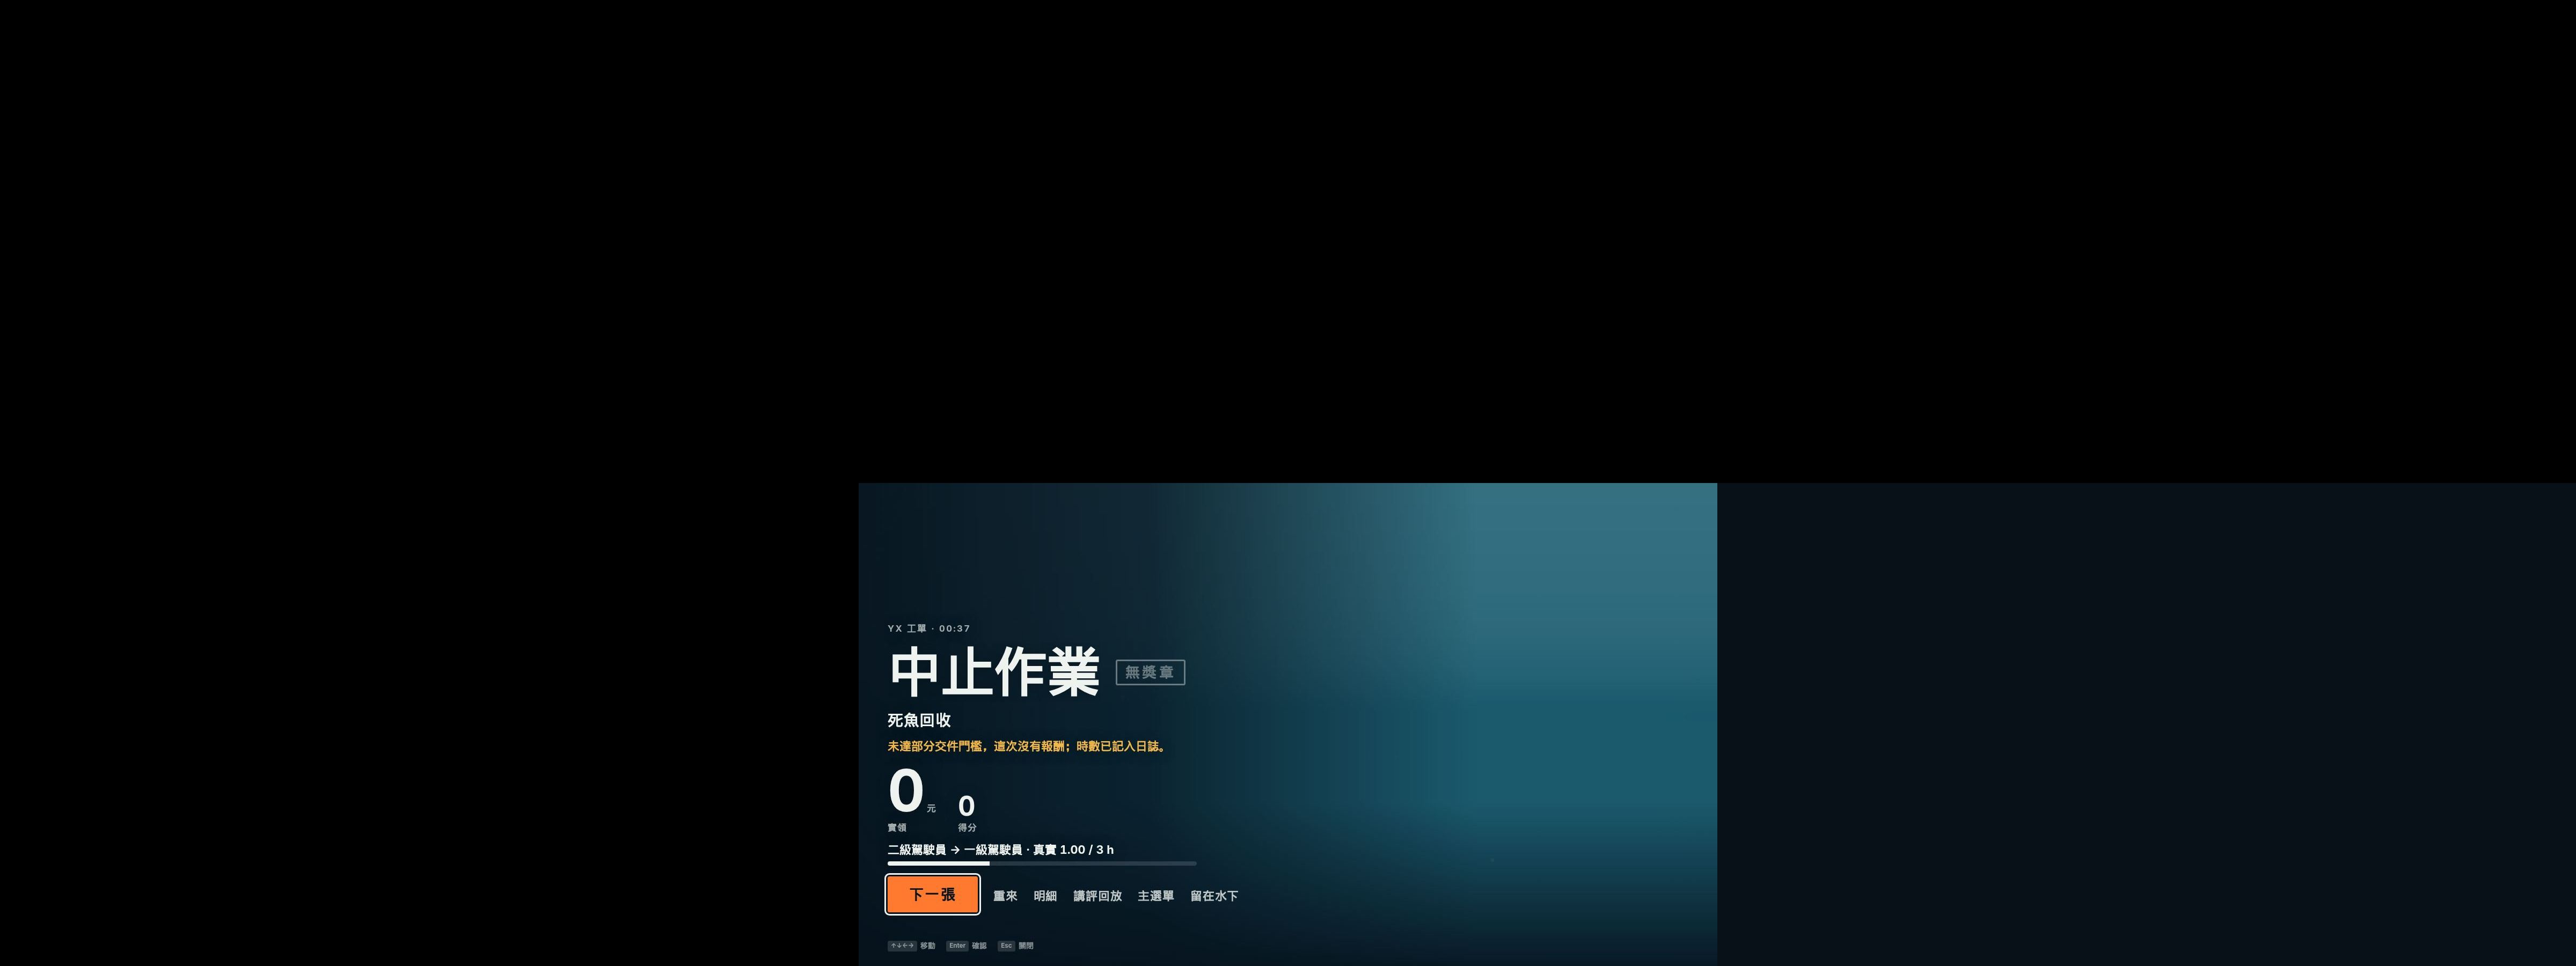 YX 工單 · 00:37
中止作業 無獎章
死魚回收
未達部分交件門檻，這次沒有報酬；時數已記入日誌。
0 元 0
實領 得分
二級駕駛員 → 一級駕駛員 · 真實 1.00 / 3 h
下一張 重來 明細 講評回放 主選單 留在水下
↑↓←→ 移動 Enter 確認 Esc 關閉